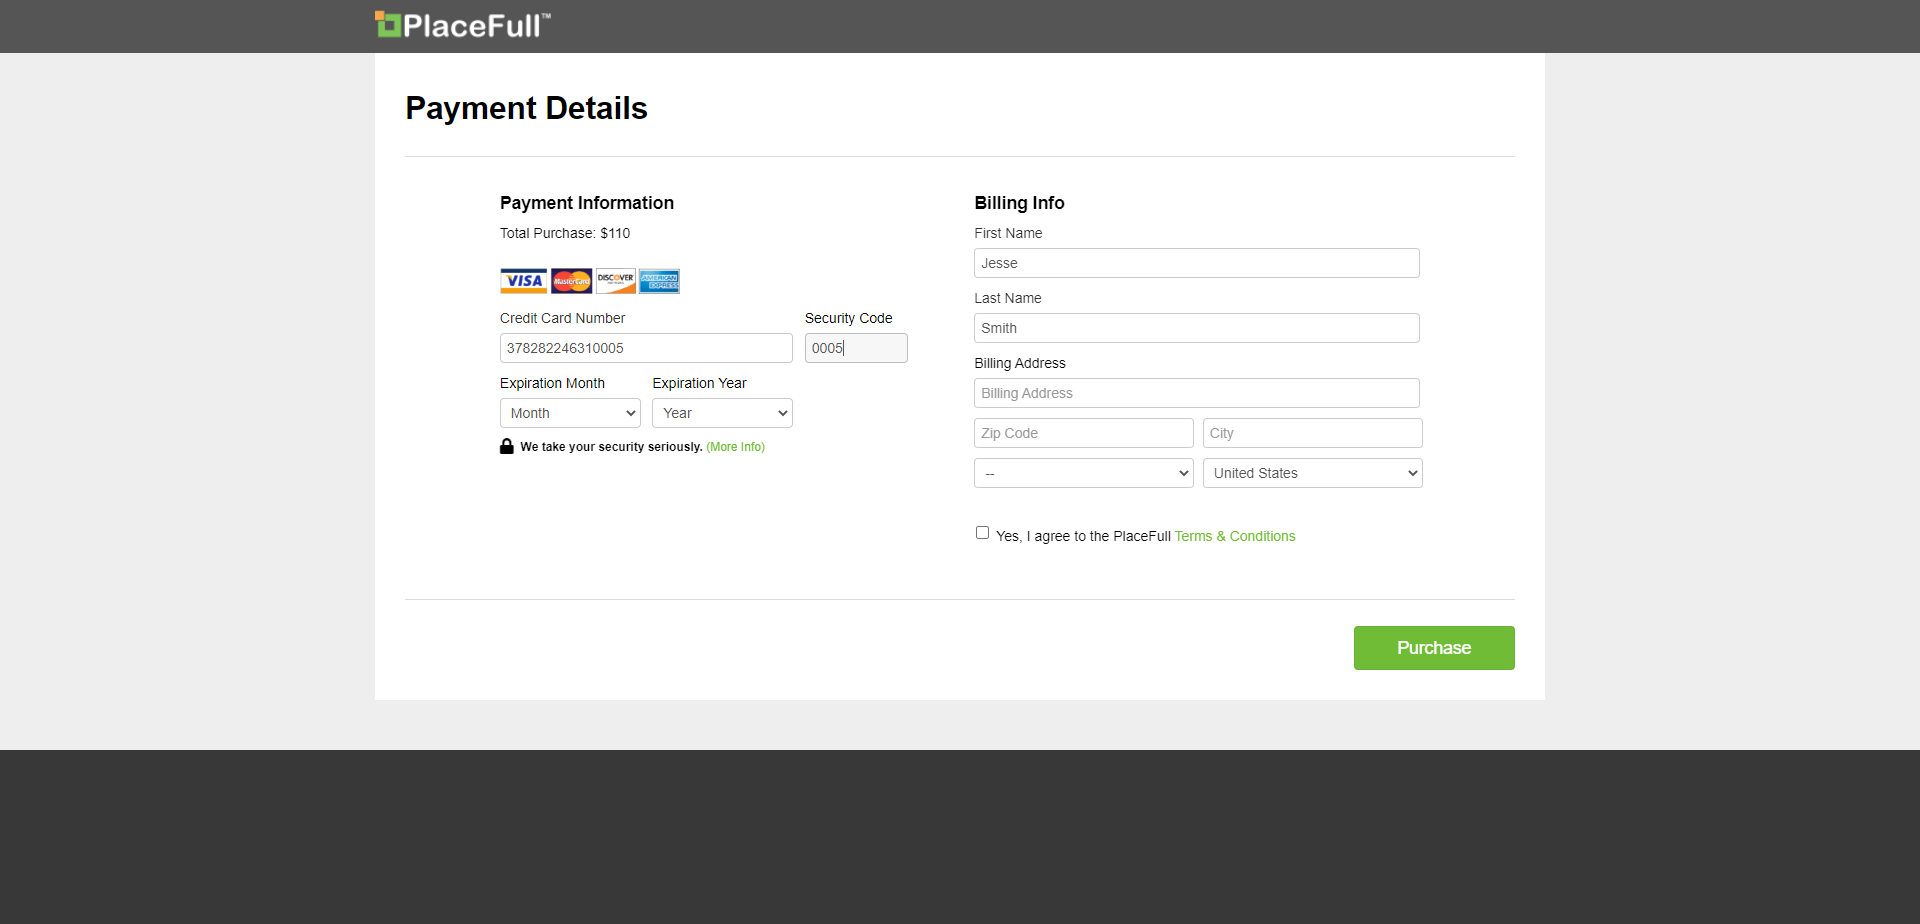 PlaceFull™
Payment Details
Payment Information
Total Purchase: $110
VISA MasterCard DISCOVER AMERICAN EXPRESS
Credit Card Number
Security Code
378282246310005
0005
Expiration Month
Expiration Year
Month
Year
We take your security seriously. (More Info)
Billing Info
First Name
Jesse
Last Name
Smith
Billing Address
Billing Address
Zip Code
City
--
United States
Yes, I agree to the PlaceFull Terms & Conditions
Purchase